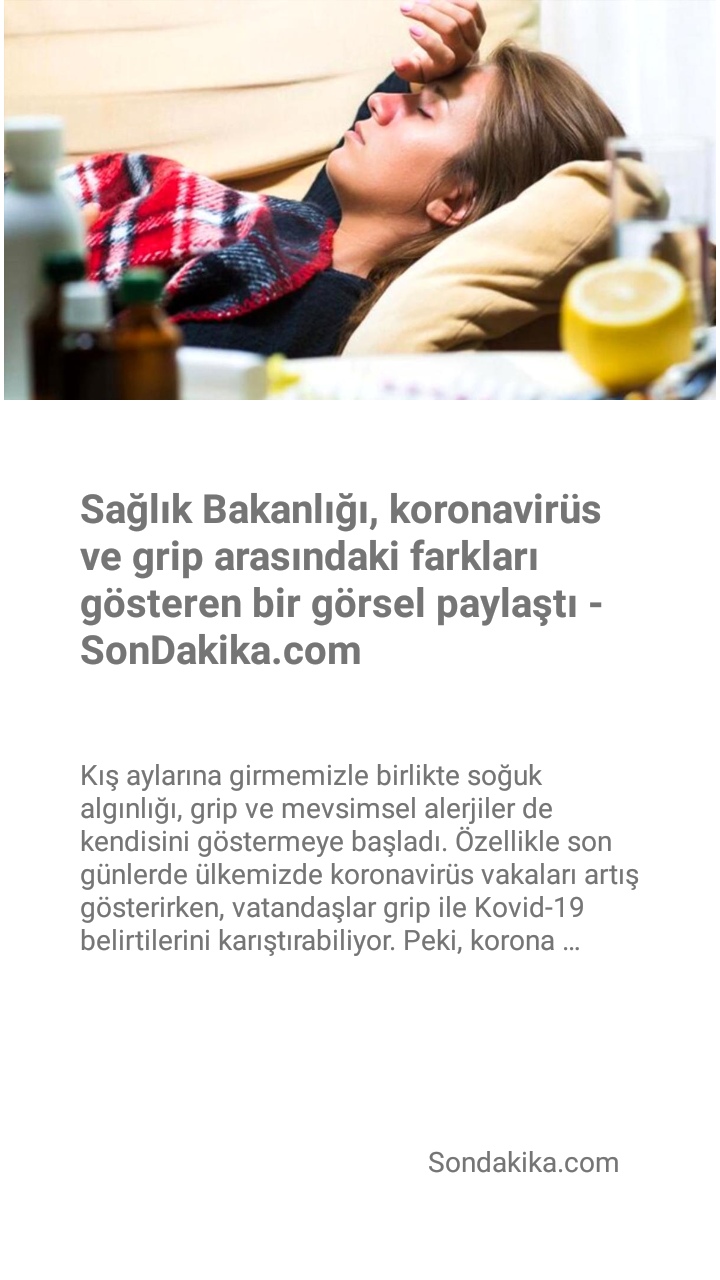 Sağlık Bakanlığı, koronavirüs
ve grip arasındaki farkları
gösteren bir görsel paylaştı -
SonDakika.com
Kış aylarına girmemizle birlikte soğuk
algınlığı, grip ve mevsimsel alerjiler de
kendisini göstermeye başladı. Özellikle son
günlerde ülkemizde koronavirüs vakaları artış
gösterirken, vatandaşlar grip ile Kovid-19
belirtilerini karıştırabiliyor. Peki, korona ...
Sondakika.com